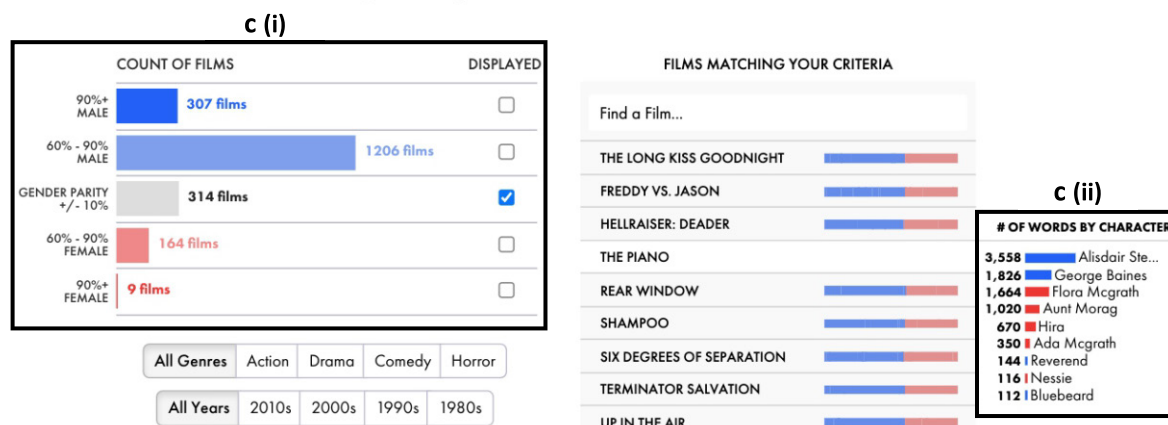 c (i)
COUNT OF FILMS
DISPLAYED
90%+
MALE
307 films
60% - 90%
MALE
1206 films
GENDER PARITY
+/- 10%
314 films
60% - 90%
FEMALE
164 films
90%+
FEMALE
9 films
All Genres Action Drama Comedy Horror
All Years 2010s 2000s 1990s 1980s
FILMS MATCHING YOUR CRITERIA
Find a Film...
THE LONG KISS GOODNIGHT
FREDDY VS. JASON
HELLRAISER: DEADER
THE PIANO
REAR WINDOW
SHAMPOO
SIX DEGREES OF SEPARATION
TERMINATOR SALVATION
UP IN THE AIR
c (ii)
# OF WORDS BY CHARACTER
3,558 Alisdair Ste...
1,826 George Baines
1,664 Flora Mcgrath
1,020 Aunt Morag
670 Hira
350 Ada Mcgrath
144 Reverend
116 Nessie
112 Bluebeard